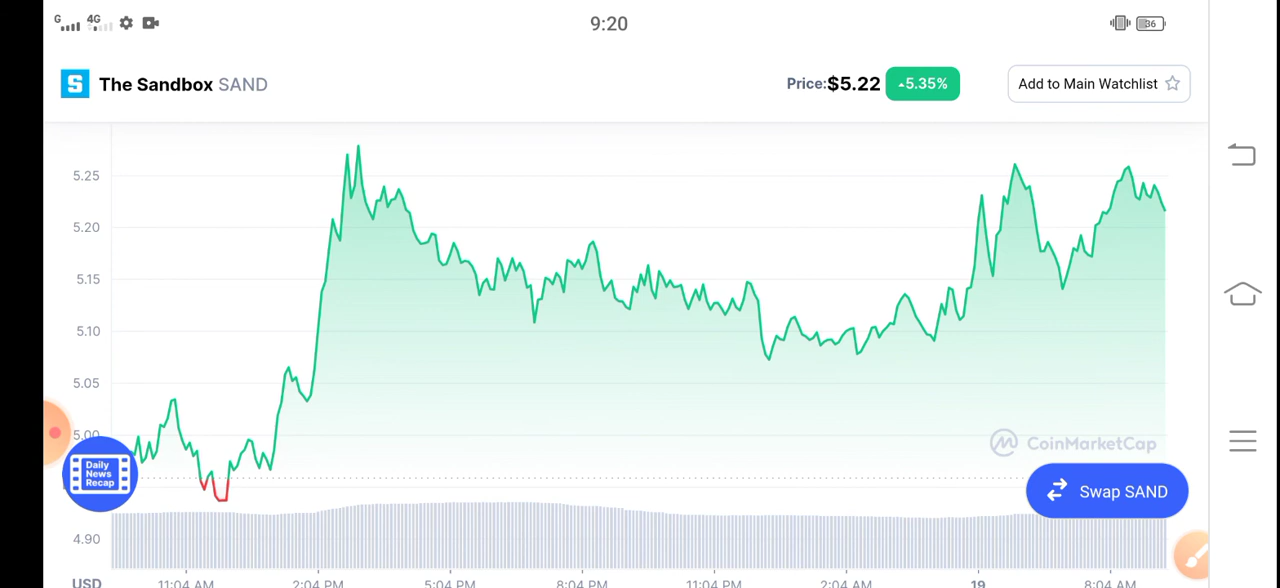 G 4G 9:20 36
The Sandbox SAND Price:$5.22 5.35% Add to Main Watchlist
5.25
5.20
5.15
5.10
5.05
5.00
Daily
News
Recap
CoinMarketCap
Swap SAND
4.90
USD 11:04 AM 2:04 PM 5:04 PM 8:04 PM 11:04 PM 2:04 AM 19 8:04 AM